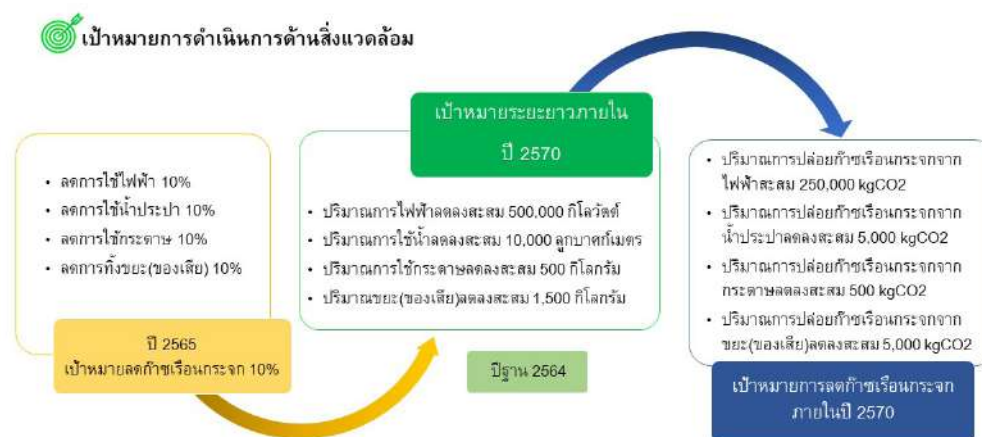 เป้าหมายการดำเนินการด้านสิ่งแวดล้อม
• ลดการใช้ไฟฟ้า 10%
• ลดการใช้น้ำประปา 10%
• ลดการใช้กระดาษ 10%
• ลดการทิ้งขยะ(ของเสีย) 10%
ปี 2565
เป้าหมายลดก๊าซเรือนกระจก 10%
เป้าหมายระยะยาวภายใน
ปี 2570
• ปริมาณการไฟฟ้าลดลงสะสม 500,000 กิโลวัตต์
• ปริมาณการใช้น้ำลดลงสะสม 10,000 ลูกบาศก์เมตร
• ปริมาณการใช้กระดาษลดลงสะสม 500 กิโลกรัม
• ปริมาณขยะ(ของเสีย)ลดลงสะสม 1,500 กิโลกรัม
ปีฐาน 2564
• ปริมาณการปล่อยก๊าซเรือนกระจกจาก
ไฟฟ้าสะสม 250,000 kgCO2
• ปริมาณการปล่อยก๊าซเรือนกระจกจาก
น้ำประปาลดลงสะสม 5,000 kgCO2
• ปริมาณการปล่อยก๊าซเรือนกระจกจาก
กระดาษลดลงสะสม 500 kgCO2
• ปริมาณการปล่อยก๊าซเรือนกระจกจาก
ขยะ(ของเสีย)ลดลงสะสม 5,000 kgCO2
เป้าหมายการลดก๊าซเรือนกระจก
ภายในปี 2570